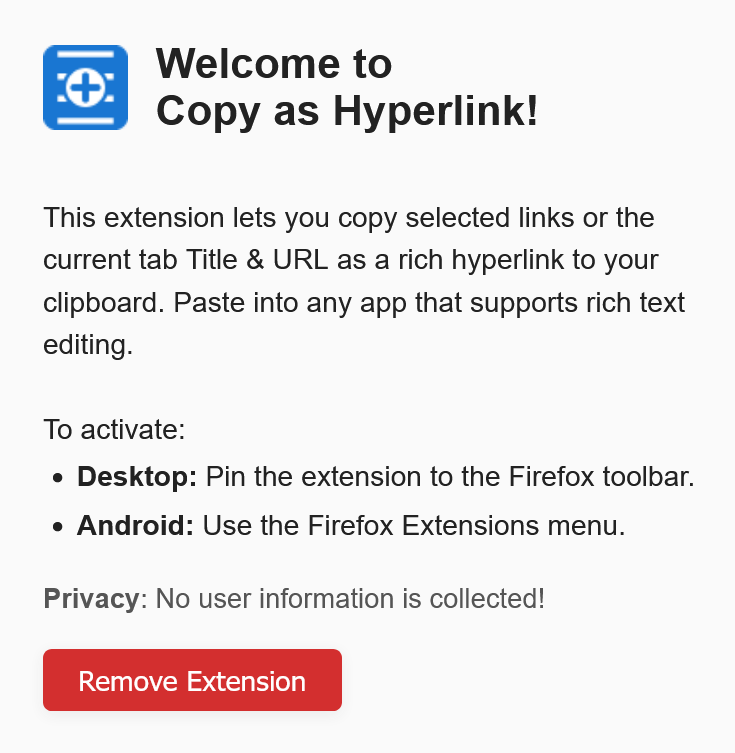 Welcome to
Copy as Hyperlink!
This extension lets you copy selected links or the
current tab Title & URL as a rich hyperlink to your
clipboard. Paste into any app that supports rich text
editing.
To activate:
• Desktop: Pin the extension to the Firefox toolbar.
• Android: Use the Firefox Extensions menu.
Privacy: No user information is collected!
Remove Extension